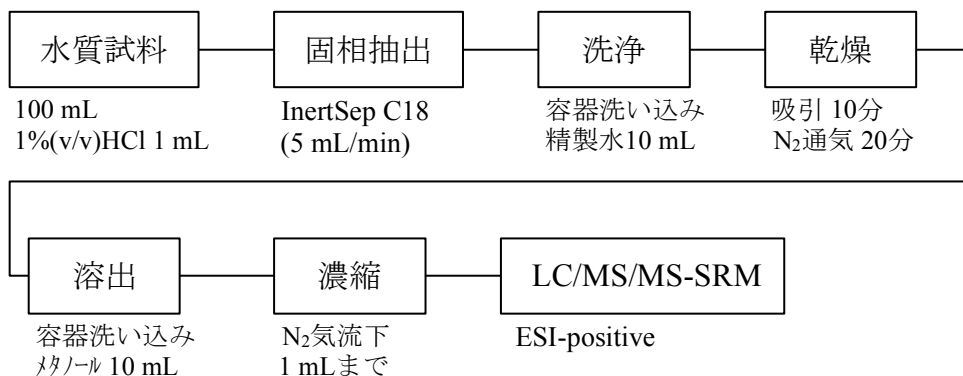 水質試料
100 mL
1%(v/v)HCl 1 mL
固相抽出
InertSep C18
(5 mL/min)
洗浄
容器洗い込み
精製水10 mL
乾燥
吸引 10分
N₂通気 20分
溶出
容器洗い込み
ﾒﾀﾉｰﾙ 10 mL
濃縮
N₂気流下
1 mLまで
LC/MS/MS-SRM
ESI-positive